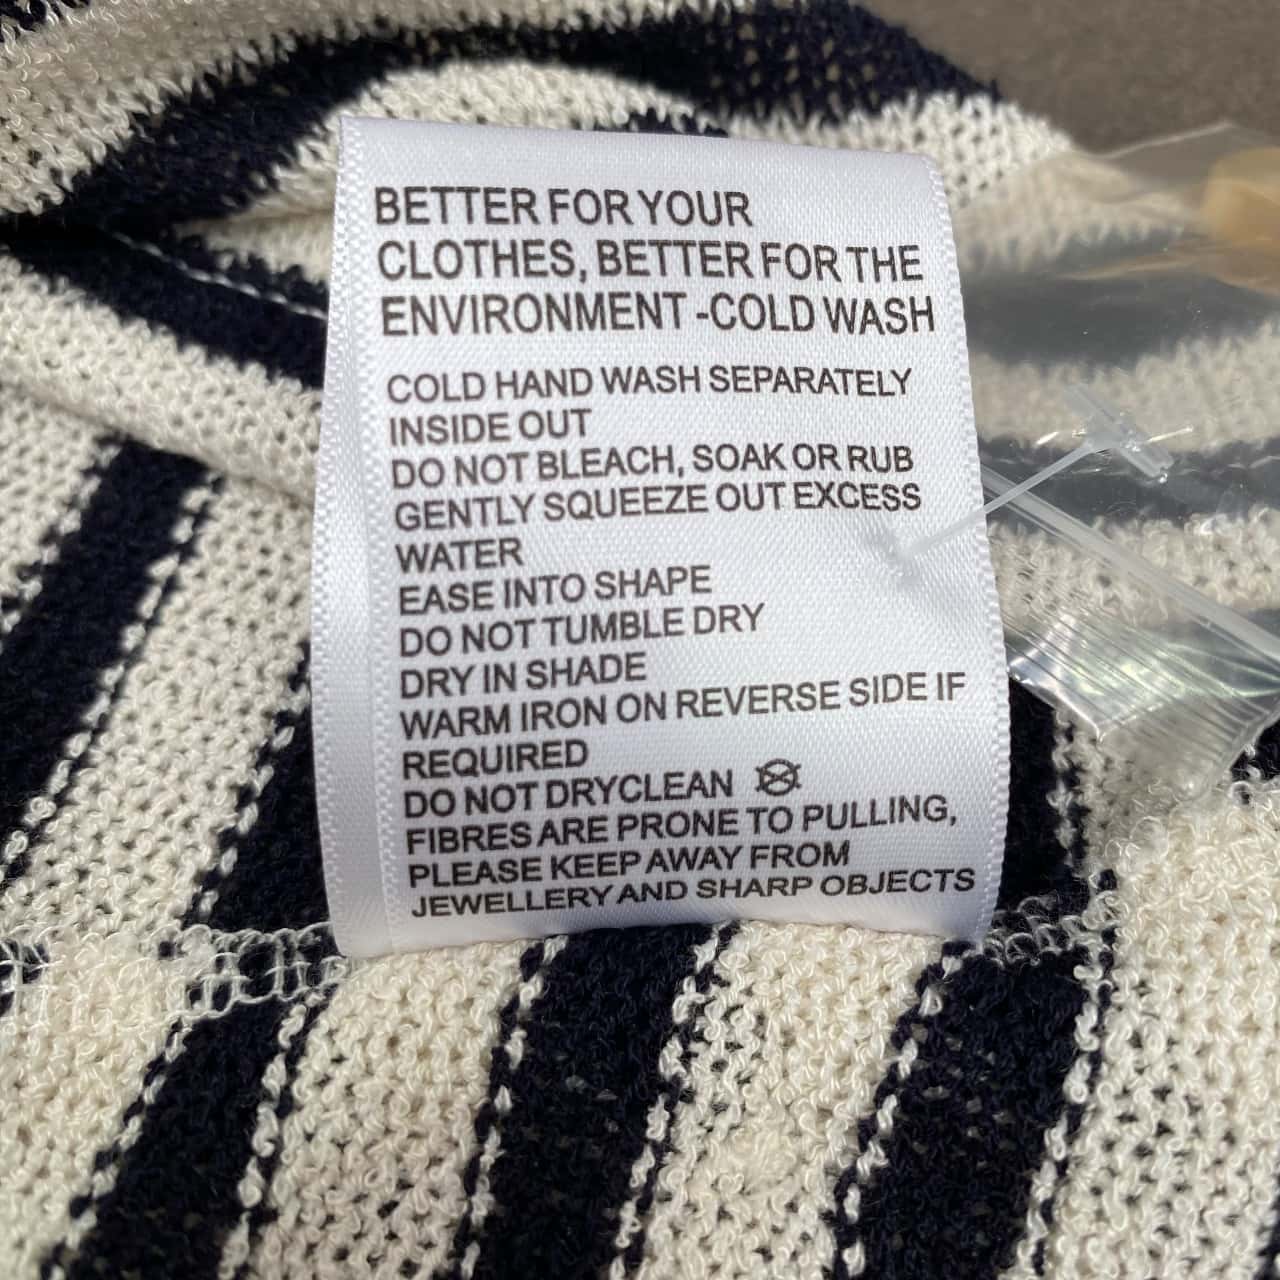 BETTER FOR YOUR
CLOTHES, BETTER FOR THE
ENVIRONMENT -COLD WASH
COLD HAND WASH SEPARATELY
INSIDE OUT
DO NOT BLEACH, SOAK OR RUB
GENTLY SQUEEZE OUT EXCESS
WATER
EASE INTO SHAPE
DO NOT TUMBLE DRY
DRY IN SHADE
WARM IRON ON REVERSE SIDE IF
REQUIRED
DO NOT DRYCLEAN
FIBRES ARE PRONE TO PULLING,
PLEASE KEEP AWAY FROM
JEWELLERY AND SHARP OBJECTS